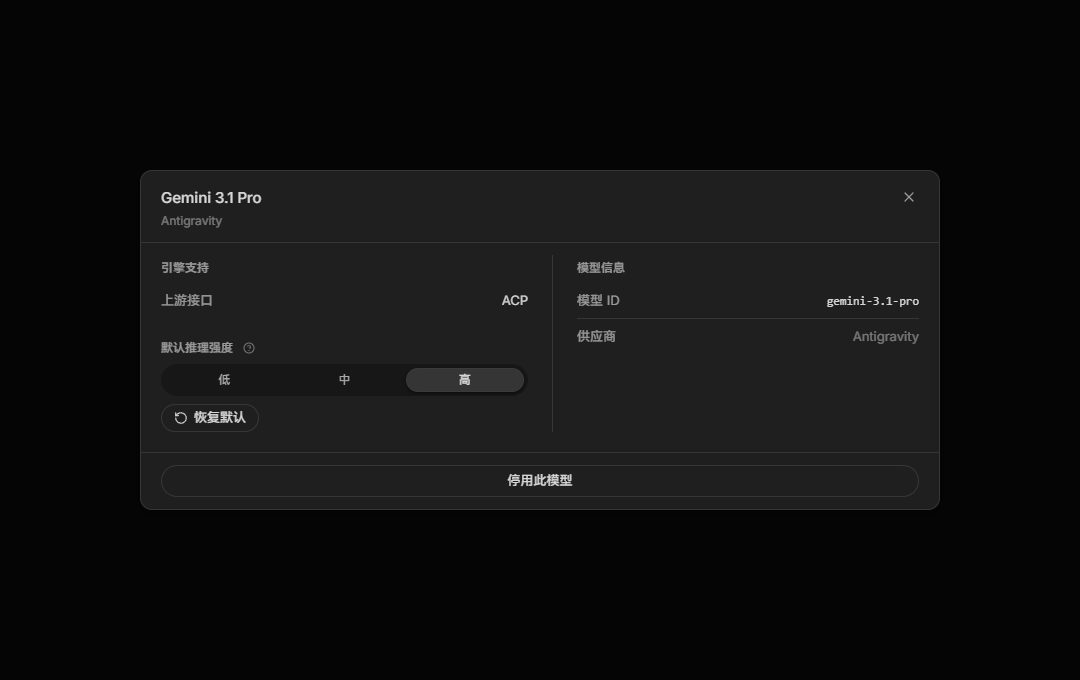 Gemini 3.1 Pro
Antigravity
引擎支持
上游接口 ACP
默认推理强度
低 中 高
恢复默认
模型信息
模型 ID gemini-3.1-pro
供应商 Antigravity
停用此模型